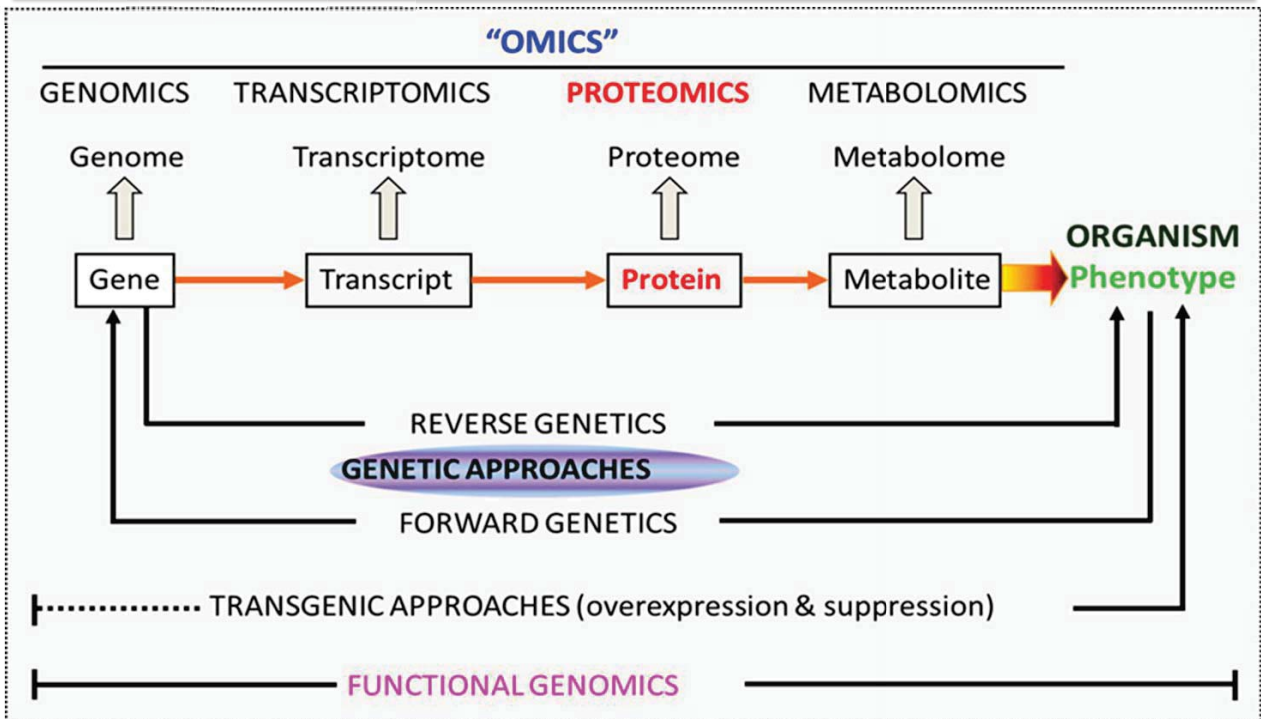 “OMICS”
GENOMICS TRANSCRIPTOMICS PROTEOMICS METABOLOMICS
Genome Transcriptome Proteome Metabolome
ORGANISM
Gene Transcript Protein Metabolite Phenotype
REVERSE GENETICS
GENETIC APPROACHES
FORWARD GENETICS
TRANSGENIC APPROACHES (overexpression & suppression)
FUNCTIONAL GENOMICS